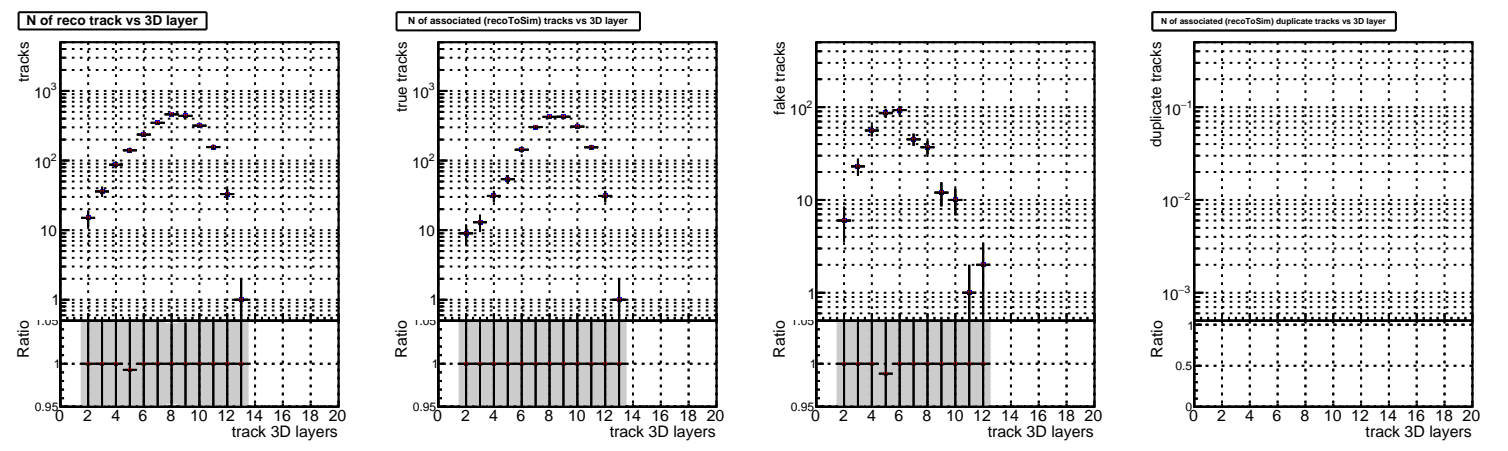 N of reco track vs 3D layer
tracks
10³
10²
10
1
1.05
Ratio
1
0.95
0 2 4 6 8 10 12 14 16 18 20
track 3D layers
N of associated (recoToSim) tracks vs 3D layer
true tracks
10³
10²
10
1
1.05
Ratio
1
0.95
0 2 4 6 8 10 12 14 16 18 20
track 3D layers
fake tracks
10²
10
1
1.05
Ratio
1
0.95
0 2 4 6 8 10 12 14 16 18 20
track 3D layers
N of associated (recoToSim) duplicate tracks vs 3D layer
duplicate tracks
10⁻¹
10⁻²
10⁻³
Ratio
1
0.5
0
0 2 4 6 8 10 12 14 16 18 20
track 3D layers